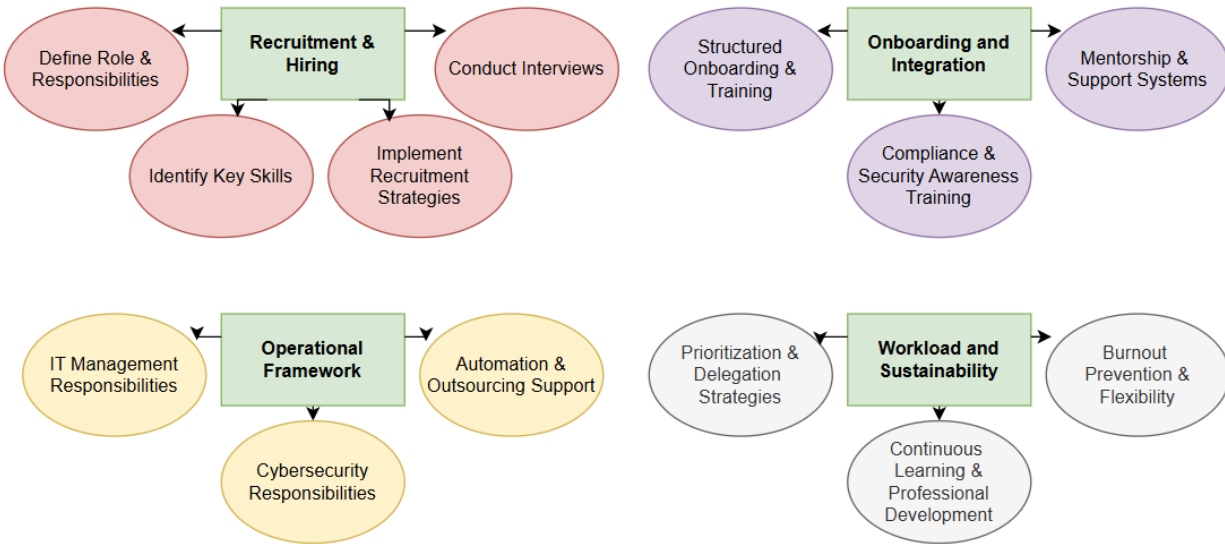 Recruitment &
Hiring
Define Role &
Responsibilities
Conduct Interviews
Identify Key Skills
Implement
Recruitment
Strategies
Onboarding and
Integration
Structured
Onboarding &
Training
Mentorship &
Support Systems
Compliance &
Security Awareness
Training
Operational
Framework
IT Management
Responsibilities
Automation &
Outsourcing Support
Cybersecurity
Responsibilities
Workload and
Sustainability
Prioritization &
Delegation
Strategies
Burnout
Prevention &
Flexibility
Continuous
Learning &
Professional
Development